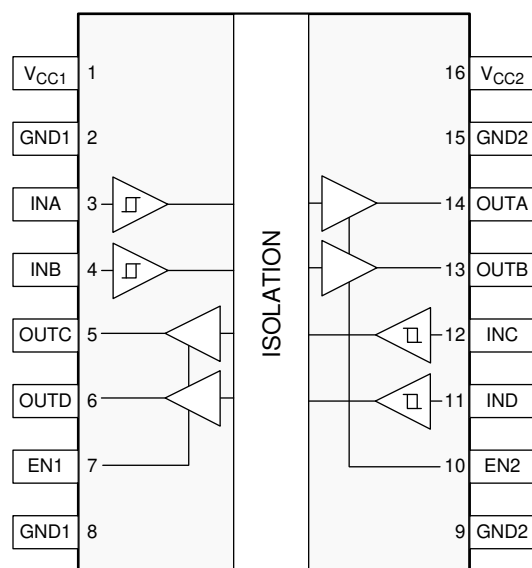 VCC1 1 16 VCC2
GND1 2 15 GND2
INA 3 14 OUTA
INB 4 13 OUTB
ISOLATION
OUTC 5 12 INC
OUTD 6 11 IND
EN1 7 10 EN2
GND1 8 9 GND2